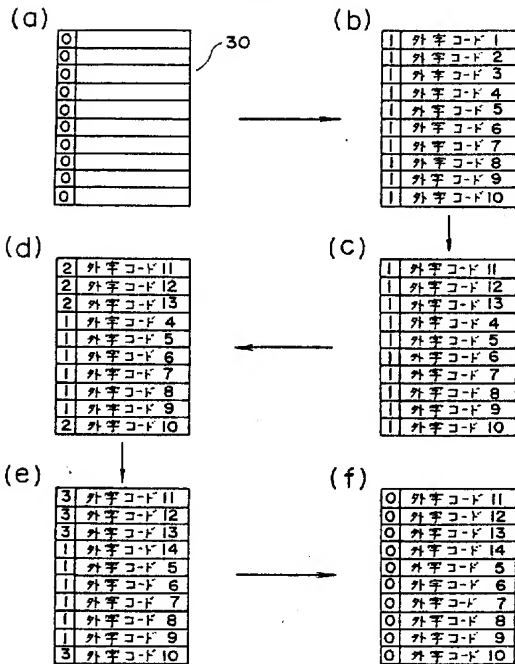 (a)
0
0
0
0
0
0
0
0
0
0
30
(b)
1 外字コード 1
1 外字コード 2
1 外字コード 3
1 外字コード 4
1 外字コード 5
1 外字コード 6
1 外字コード 7
1 外字コード 8
1 外字コード 9
1 外字コード 10
(c)
1 外字コード 11
1 外字コード 12
1 外字コード 13
1 外字コード 4
1 外字コード 5
1 外字コード 6
1 外字コード 7
1 外字コード 8
1 外字コード 9
1 外字コード 10
(d)
2 外字コード 11
2 外字コード 12
2 外字コード 13
1 外字コード 4
1 外字コード 5
1 外字コード 6
1 外字コード 7
1 外字コード 8
1 外字コード 9
2 外字コード 10
(e)
3 外字コード 11
3 外字コード 12
3 外字コード 13
1 外字コード 14
1 外字コード 5
1 外字コード 6
1 外字コード 7
1 外字コード 8
1 外字コード 9
3 外字コード 10
(f)
0 外字コード 11
0 外字コード 12
0 外字コード 13
0 外字コード 14
0 外字コード 5
0 外字コード 6
0 外字コード 7
0 外字コード 8
0 外字コード 9
0 外字コード 10